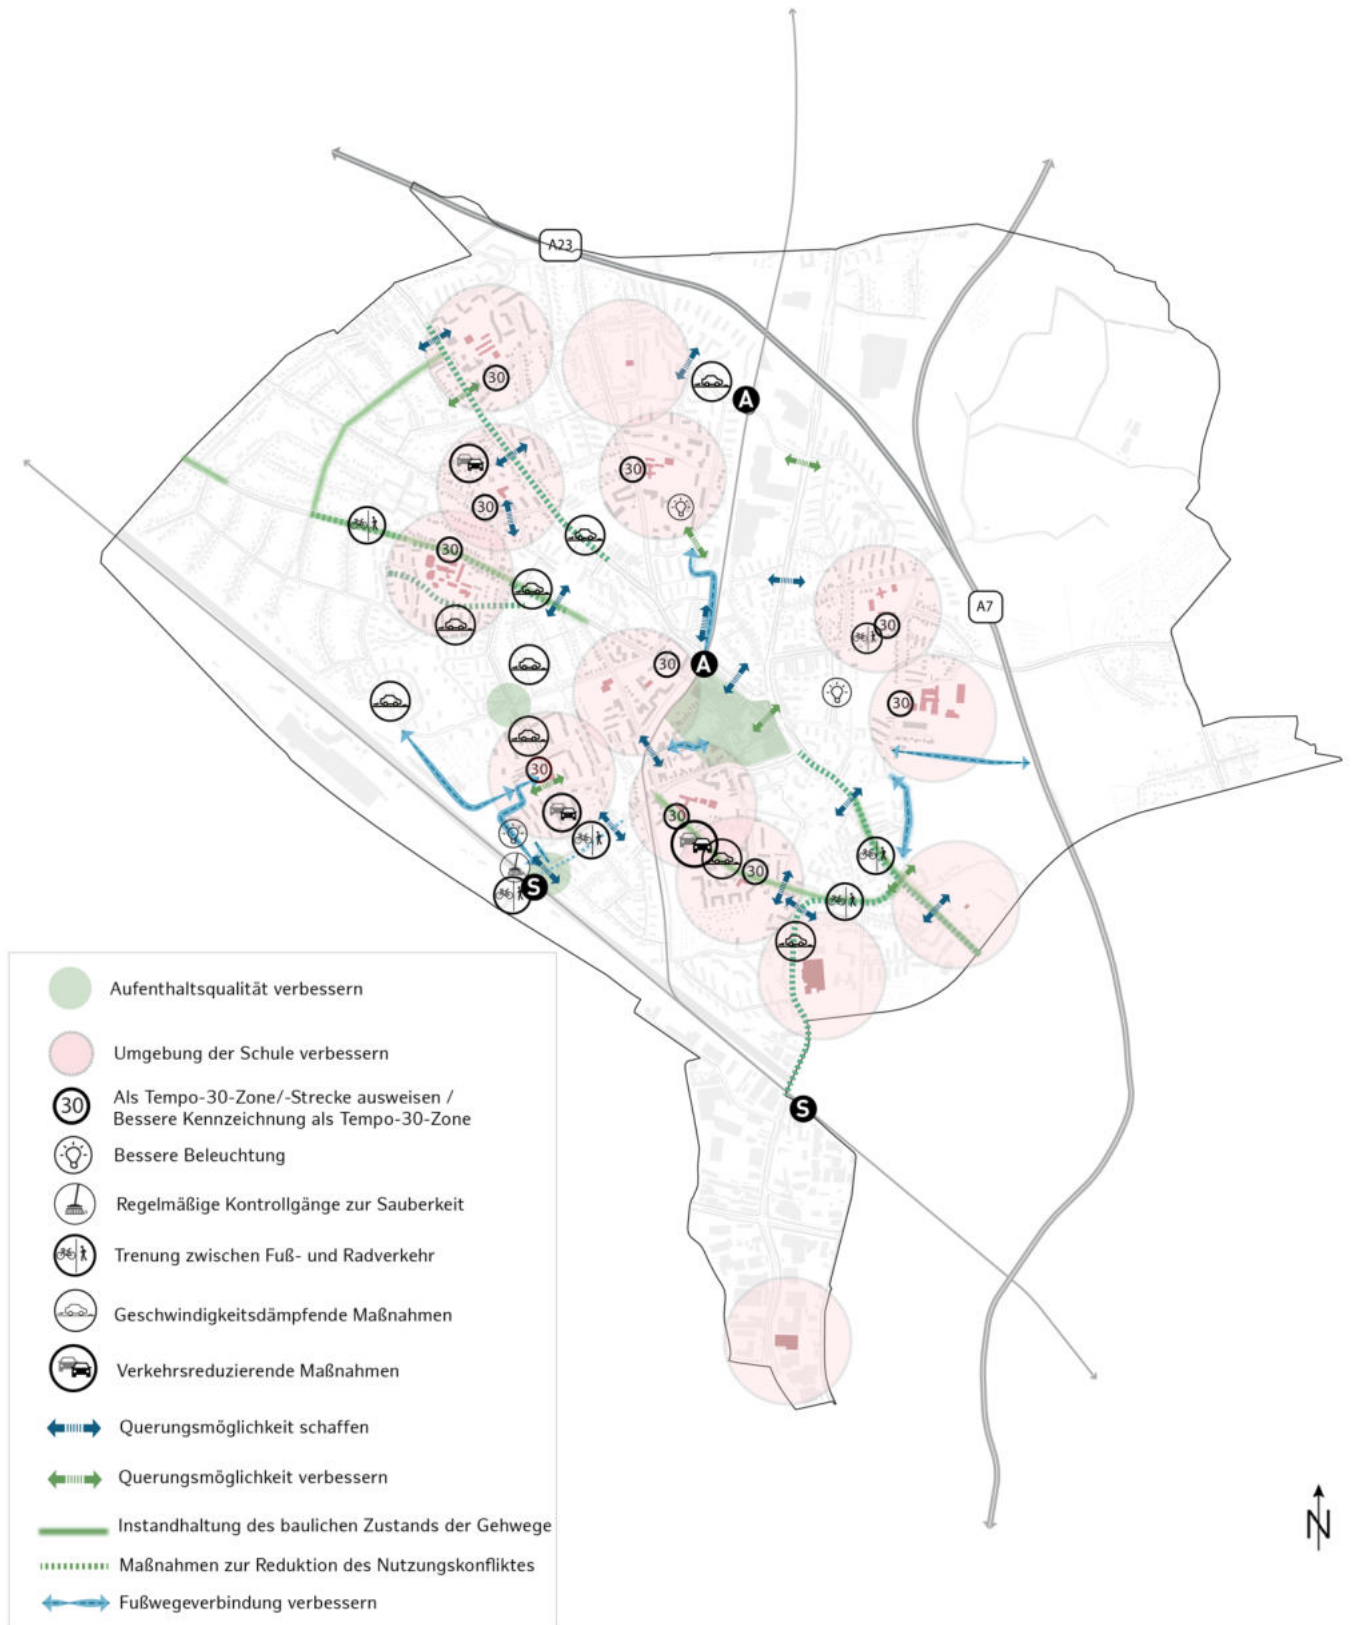 A23
A
A7
A
S
S
30
30
30
30
30
30
30
30
30
30
N
Aufenthaltsqualität verbessern
Umgebung der Schule verbessern
30
Als Tempo-30-Zone/-Strecke ausweisen /
Bessere Kennzeichnung als Tempo-30-Zone
Bessere Beleuchtung
Regelmäßige Kontrollgänge zur Sauberkeit
Trenung zwischen Fuß- und Radverkehr
Geschwindigkeitsdämpfende Maßnahmen
Verkehrsreduzierende Maßnahmen
Querungsmöglichkeit schaffen
Querungsmöglichkeit verbessern
Instandhaltung des baulichen Zustands der Gehwege
Maßnahmen zur Reduktion des Nutzungskonfliktes
Fußwegeverbindung verbessern